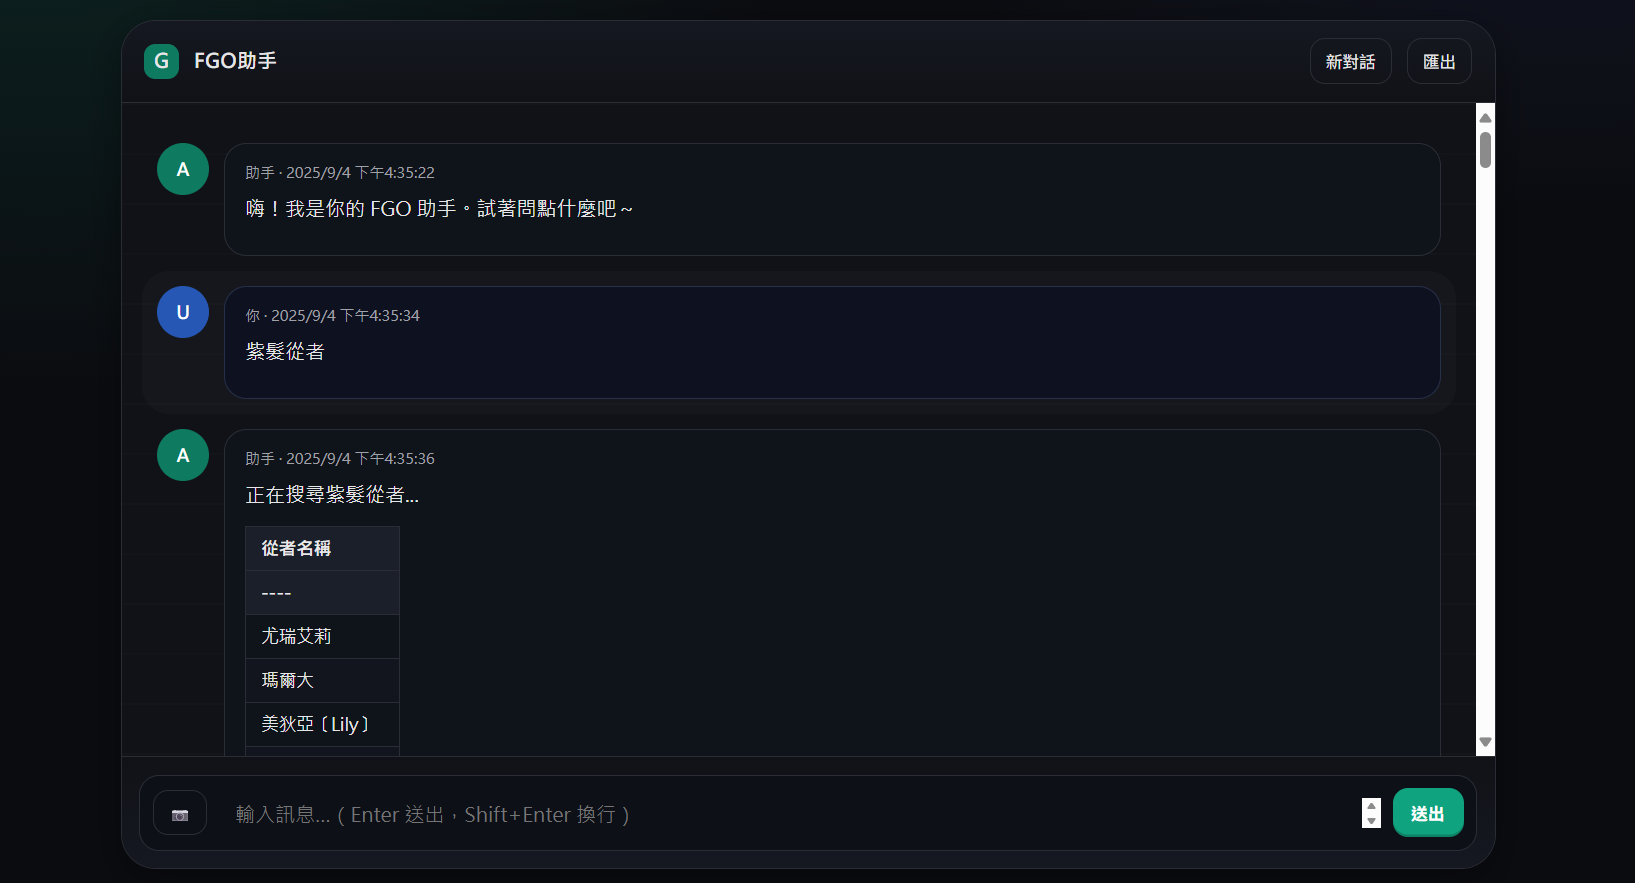 G FGO助手 新對話 匯出
A
助手 · 2025/9/4 下午4:35:22
嗨！我是你的 FGO 助手。試著問點什麼吧～
U
你 · 2025/9/4 下午4:35:34
紫髮從者
A
助手 · 2025/9/4 下午4:35:36
正在搜尋紫髮從者...
從者名稱
----
尤瑞艾莉
瑪爾大
美狄亞〔Lily〕
輸入訊息...（Enter 送出，Shift+Enter 換行）
送出